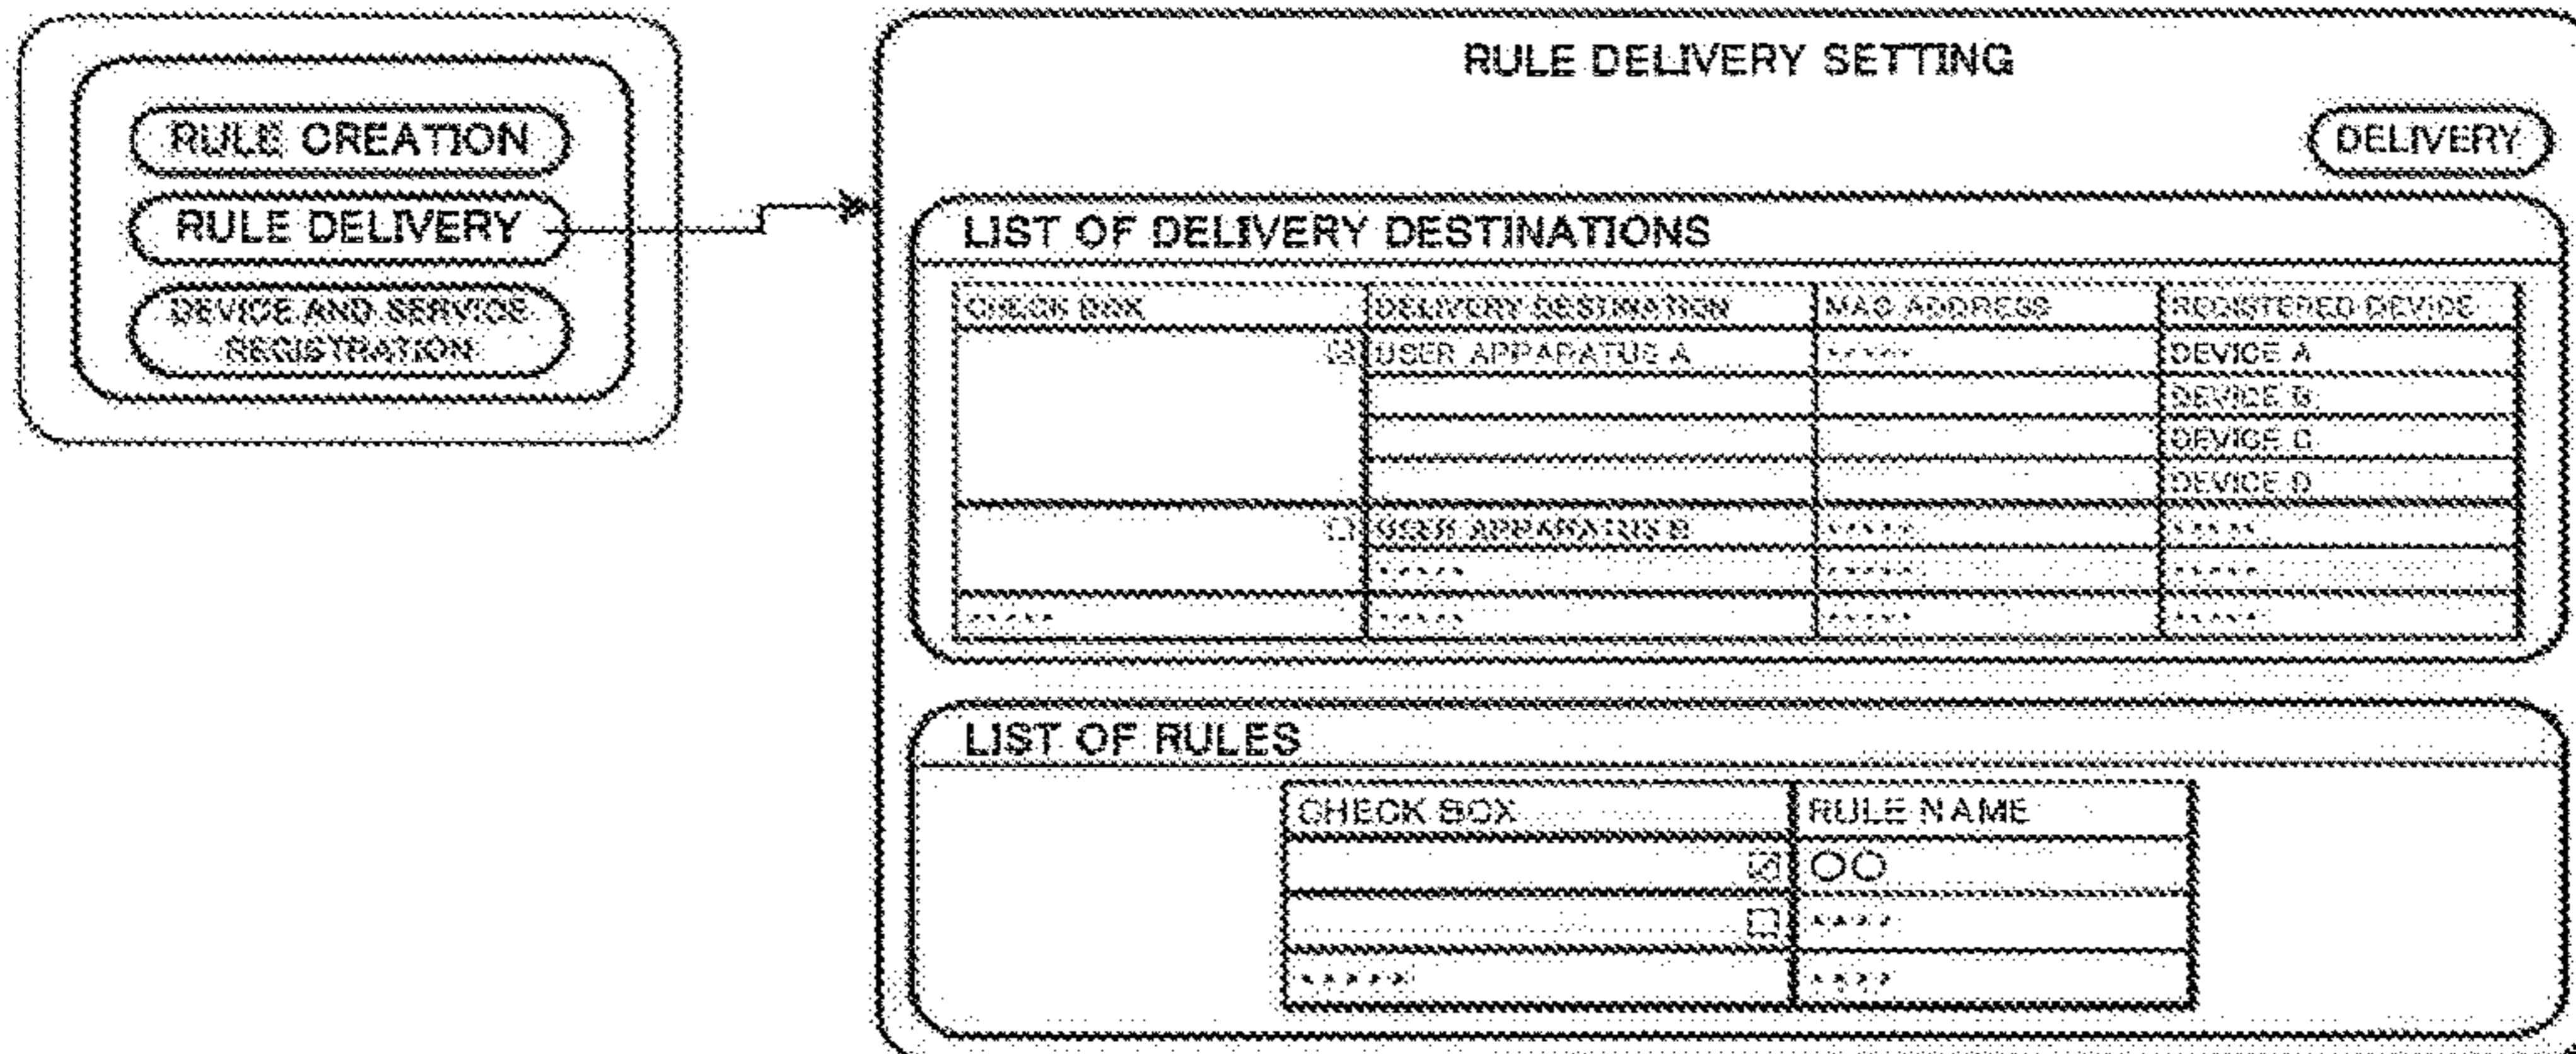 RULE CREATION
RULE DELIVERY
DEVICE AND SERVICE
REGISTRATION
RULE DELIVERY SETTING
DELIVERY
LIST OF DELIVERY DESTINATIONS
CHECK BOX DELIVERY DESTINATION MAC ADDRESS REGISTERED DEVICE
USER APPARATUS A ***** DEVICE A
DEVICE B
DEVICE C
DEVICE D
USER APPARATUS B ***** *****
***** ***** *****
***** ***** ***** *****
LIST OF RULES
CHECK BOX RULE NAME
○○
****
***** ****